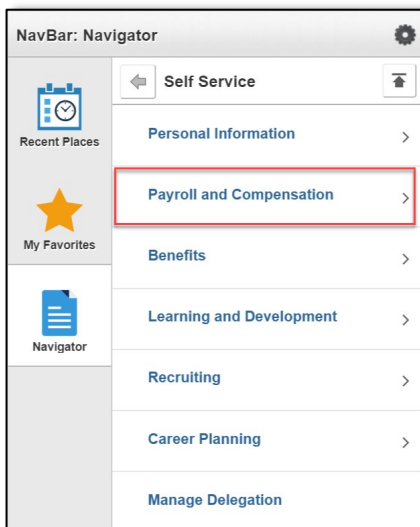 NavBar: Navigator
Self Service
Recent Places
My Favorites
Navigator
Personal Information
Payroll and Compensation
Benefits
Learning and Development
Recruiting
Career Planning
Manage Delegation